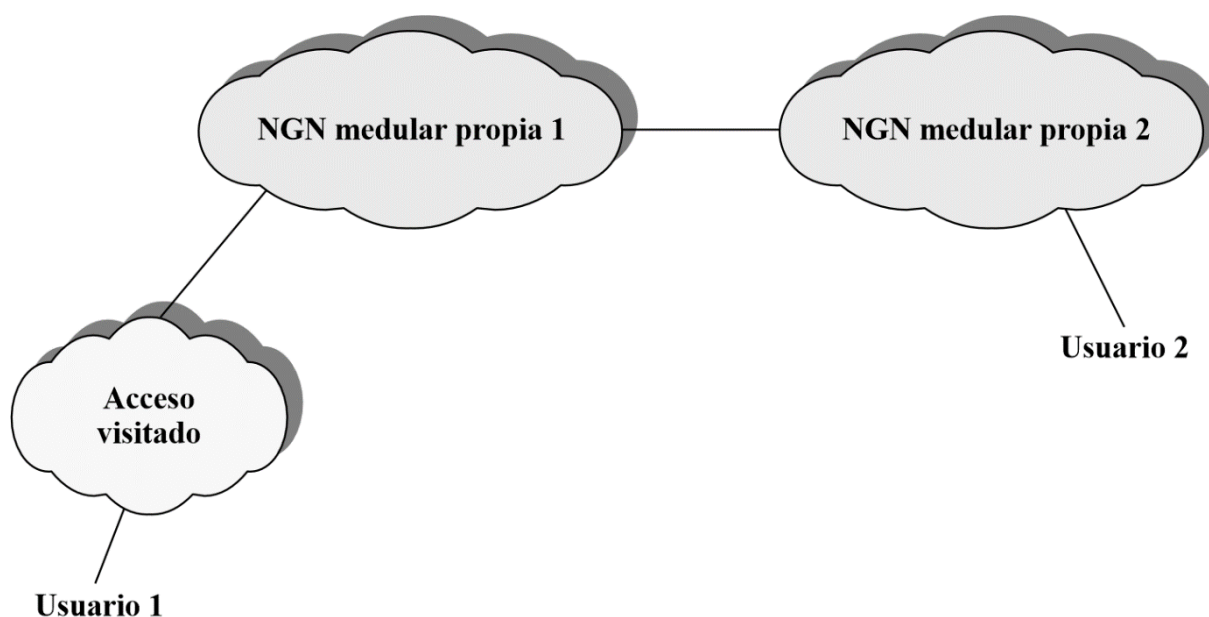 NGN medular propia 1
NGN medular propia 2
Usuario 2
Acceso
visitado
Usuario 1